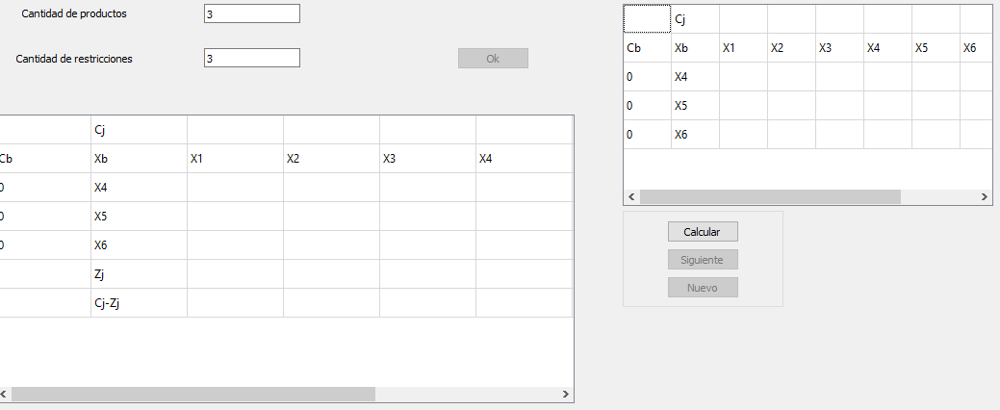 Cantidad de productos 3
Cantidad de restricciones 3 Ok
Cj
Cb Xb X1 X2 X3 X4
0 X4
0 X5
0 X6
Zj
Cj-Zj
Cj
Cb Xb X1 X2 X3 X4 X5 X6
0 X4
0 X5
0 X6
Calcular
Siguiente
Nuevo